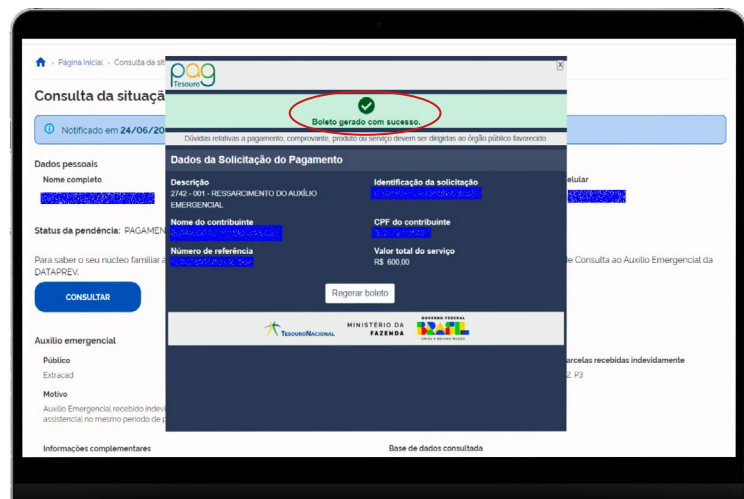 Página Inicial Consulta da sit
pag
Tesouro
X
Consulta da situaçã
Boleto gerado com sucesso.
Notificado em 24/06/20
Dúvidas relativas a pagamento, comprovante, produto ou serviço devem ser dirigidas ao órgão público favorecido.
Dados da Solicitação do Pagamento
Dados pessoais
Nome completo
elular
Descrição
2742 - 001 - RESSARCIMENTO DO AUXÍLIO
EMERGENCIAL
Identificação da solicitação
Nome do contribuinte
CPF do contribuinte
Status da pendência: PAGAMEN
Número de referência
Valor total do serviço
R$ 600,00
Para saber o seu núcleo familiar à
e Consulta ao Auxílio Emergencial da
DATAPREV.
CONSULTAR
Regerar boleto
TESOURONACIONAL
MINISTÉRIO DA
FAZENDA
GOVERNO FEDERAL
BRASIL
UNIÃO E RECONSTRUÇÃO
Auxílio emergencial
Público
Extracad
arcelas recebidas indevidamente
2, P3
Motivo
Auxílio Emergencial recebido indevi
assistencial no mesmo período de p
Informações complementares
Base de dados consultada